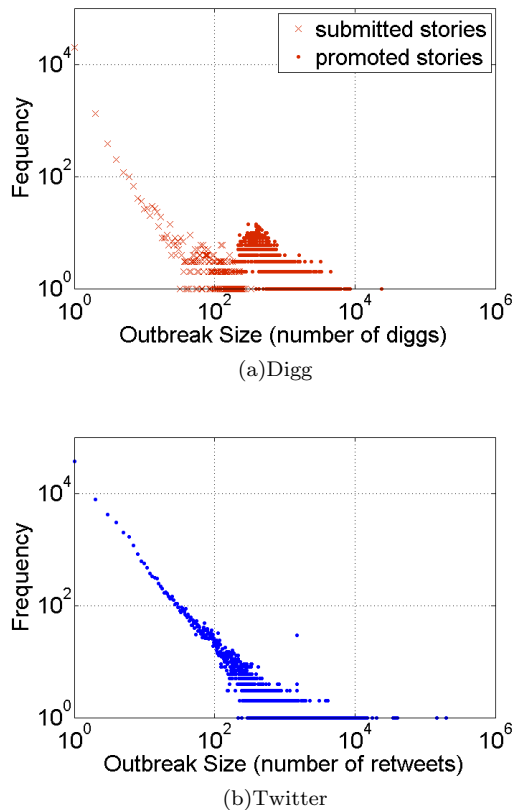 × submitted stories
• promoted stories
Fequency
10^4
10^2
10^0
10^0 10^2 10^4 10^6
Outbreak Size (number of diggs)
(a)Digg
Frequency
10^4
10^2
10^0
10^0 10^2 10^4 10^6
Outbreak Size (number of retweets)
(b)Twitter